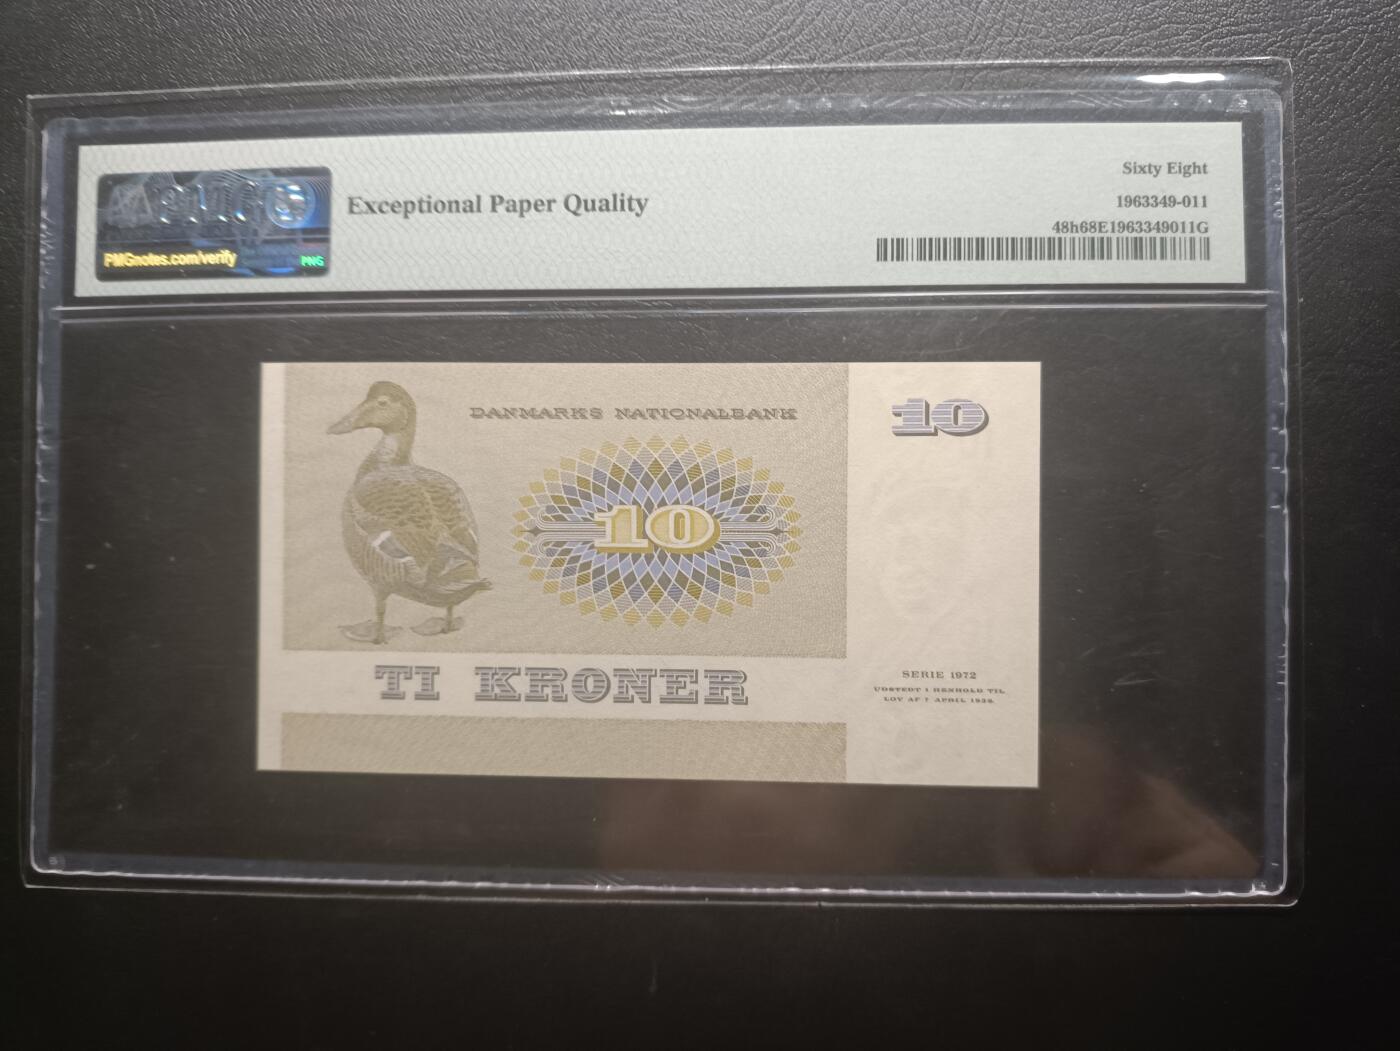 PMG
PMGnotes.com/verify
PMG
Exceptional Paper Quality
Sixty Eight
1963349-011
48h68E1963349011G
DANMARKS NATIONALBANK
10
10
TI KRONER
SERIE 1972
UDSTEDT I HENHOLD TIL
LOV AF 7 APRIL 1936